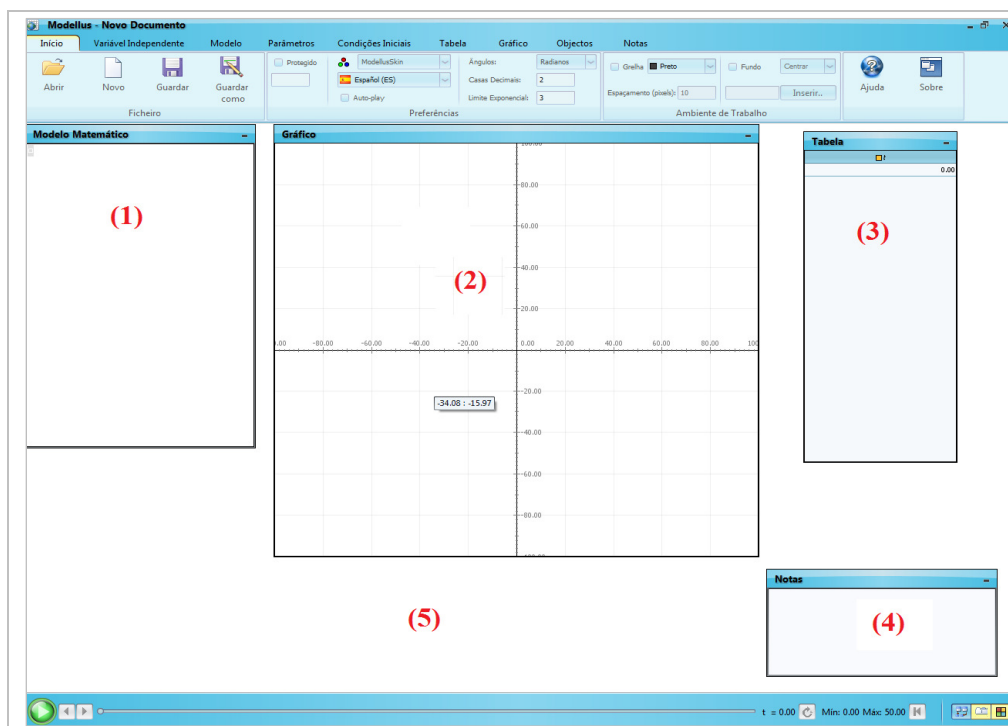 Modellus - Novo Documento
Início Variável Independente Modelo Parámetros Condições Iniciais Tabela Gráfico Objectos Notas
Abrir Novo Guardar Guardar como
Ficheiro
Protegido ModellusSkin Ângulos: Radianos
Español (ES) Casas Decimais: 2
Auto-play Limite Exponencial: 3
Preferências
Grelha Preto Fundo Centrar
Espaçamento (pixels): 10 Inserir..
Ambiente de Trabalho
Ajuda Sobre
Modelo Matemático
(1)
Gráfico
100.00
80.00
60.00
40.00
20.00
(2)
-80.00 -60.00 -40.00 -20.00 0.00 20.00 40.00 60.00 80.00 100
-20.00
-34.08 : -15.97
-40.00
-60.00
-80.00
Tabela
t
0.00
(3)
Notas
(4)
(5)
t = 0.00 Mín: 0.00 Máx: 50.00